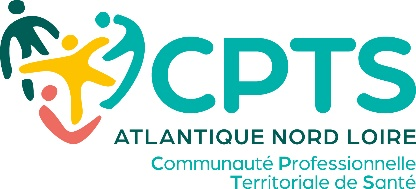 CPTS
ATLANTIQUE NORD LOIRE
Communauté Professionnelle
Territoriale de Santé